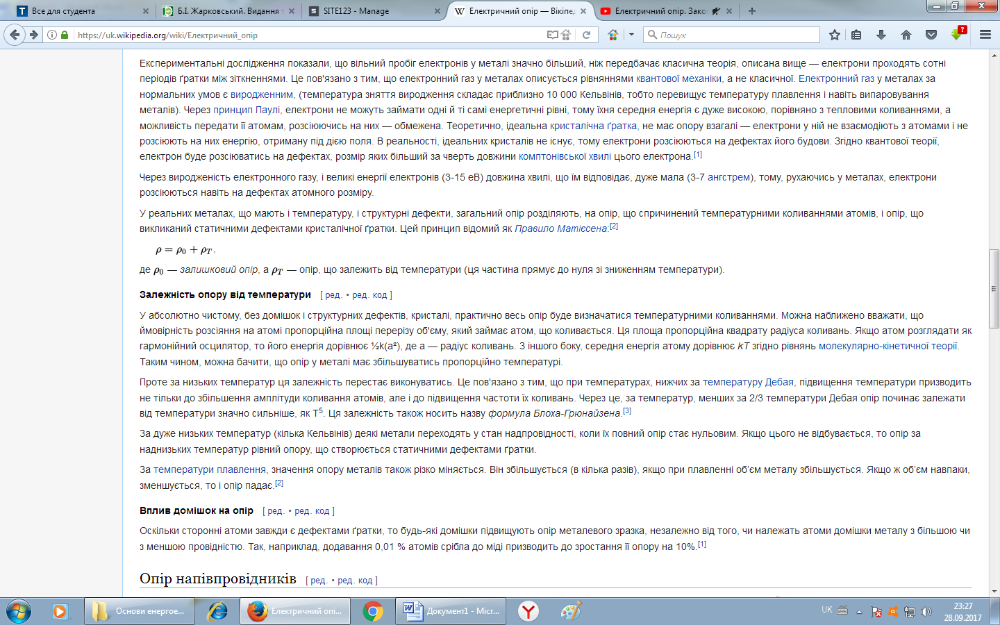 Все для студента
Б.І. Жарковський. Видання т
SITE123 - Manage
Електричний опір — Вікіпед
Електричний опір. Зако
https://uk.wikipedia.org/wiki/Електричний_опір
Пошук
Експериментальні дослідження показали, що вільний пробіг електронів у металі значно більший, ніж передбачає класична теорія, описана вище — електрони проходять сотні
періодів ґратки між зіткненнями. Це пов'язано з тим, що електронний газ у металах описується рівняннями квантової механіки, а не класичної. Електронний газ у металах за
нормальних умов є виродженним, (температура зняття виродження складає приблизно 10 000 Кельвінів, тобто перевищує температуру плавлення і навіть випаровування
металів). Через принцип Паулі, електрони не можуть займати одні й ті самі енергетичні рівні, тому їхня середня енергія є дуже високою, порівняно з тепловими коливаннями, а
можливість передати її атомам, розсіюючись на них — обмежена. Теоретично, ідеальна кристалічна ґратка, не має опору взагалі — електрони у ній не взаємодіють з атомами і не
розсіюють на них енергію, отриману під дією поля. В реальності, ідеальних кристалів не існує, тому електрони розсіюються на дефектах його будови. Згідно квантової теорії,
електрон буде розсіюватись на дефектах, розмір яких більший за чверть довжини комптонівської хвилі цього електрона.[1]
Через виродженість електронного газу, і великі енергії електронів (3-15 еВ) довжина хвилі, що їм відповідає, дуже мала (3-7 ангстрем), тому, рухаючись у металах, електрони
розсіюються навіть на дефектах атомного розміру.
У реальних металах, що мають і температуру, і структурні дефекти, загальний опір розділяють, на опір, що спричинений температурними коливаннями атомів, і опір, що
викликаний статичними дефектами кристалічної ґратки. Цей принцип відомий як Правило Матієсена:[2]
ρ = ρ₀ + ρT ,
де ρ₀ — залишковий опір, а ρT — опір, що залежить від температури (ця частина прямує до нуля зі зниженням температури).
Залежність опору від температури [ ред. • ред. код ]
У абсолютно чистому, без домішок і структурних дефектів, кристалі, практично весь опір буде визначатися температурними коливаннями. Можна наближено вважати, що
ймовірність розсіяння на атомі пропорційна площі перерізу об'єму, який займає атом, що коливається. Ця площа пропорційна квадрату радіуса коливань. Якщо атом розглядати як
гармонійний осцилятор, то його енергія дорівнює ½k(a²), де a — радіус коливань. З іншого боку, середня енергія атому дорівнює kT згідно рівнянь молекулярно-кінетичної теорії.
Таким чином, можна бачити, що опір у металі має збільшуватись пропорційно температурі.
Проте за низьких температур ця залежність перестає виконуватись. Це пов'язано з тим, що при температурах, нижчих за температуру Дебая, підвищення температури призводить
не тільки до збільшення амплітуди коливання атомів, але і до підвищення частоти їх коливань. Через це, за температур, менших за 2/3 температури Дебая опір починає залежати
від температури значно сильніше, як T⁵. Ця залежність також носить назву формула Блоха-Грюнайзена.[3]
За дуже низьких температур (кілька Кельвінів) деякі метали переходять у стан надпровідності, коли їх повний опір стає нульовим. Якщо цього не відбувається, то опір за
наднизьких температур рівний опору, що створюється статичними дефектами ґратки.
За температури плавлення, значення опору металів також різко міняється. Він збільшується (в кілька разів), якщо при плавленні об’єм металу збільшується. Якщо ж об’єм навпаки,
зменшується, то і опір падає.[2]
Вплив домішок на опір [ ред. • ред. код ]
Оскільки сторонні атоми завжди є дефектами ґратки, то будь-які домішки підвищують опір металевого зразка, незалежно від того, чи належать атоми домішки металу з більшою чи
з меншою провідністю. Так, наприклад, додавання 0,01 % атомів срібла до міді призводить до зростання її опору на 10%.[1]
Опір напівпровідників [ ред. • ред. код ]
Основи енергое...
Електричний опі...
Документ1 - Micr...
UK
23:27
28.09.2017